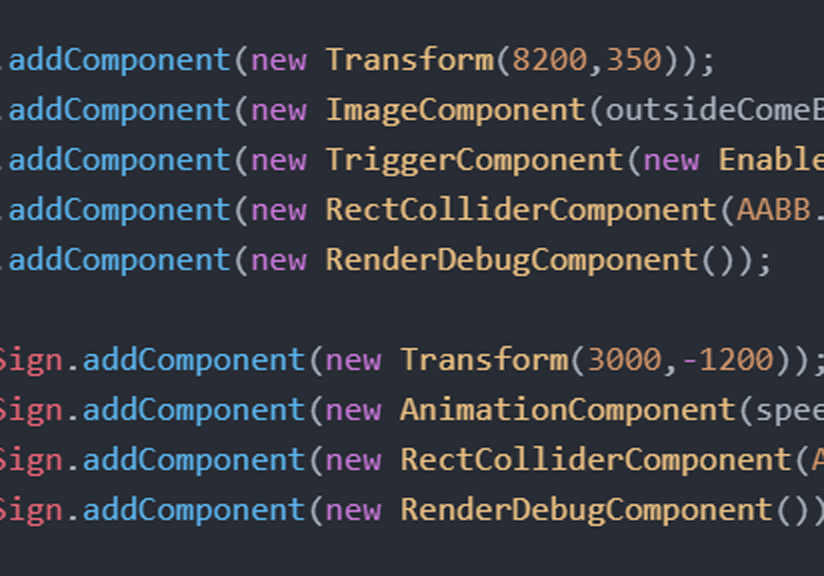 .addComponent(new Transform(8200,350));
.addComponent(new ImageComponent(outsideComeB
.addComponent(new TriggerComponent(new Enable
.addComponent(new RectColliderComponent(AABB.
.addComponent(new RenderDebugComponent());
Sign.addComponent(new Transform(3000,-1200));
Sign.addComponent(new AnimationComponent(spee
Sign.addComponent(new RectColliderComponent(A
Sign.addComponent(new RenderDebugComponent())